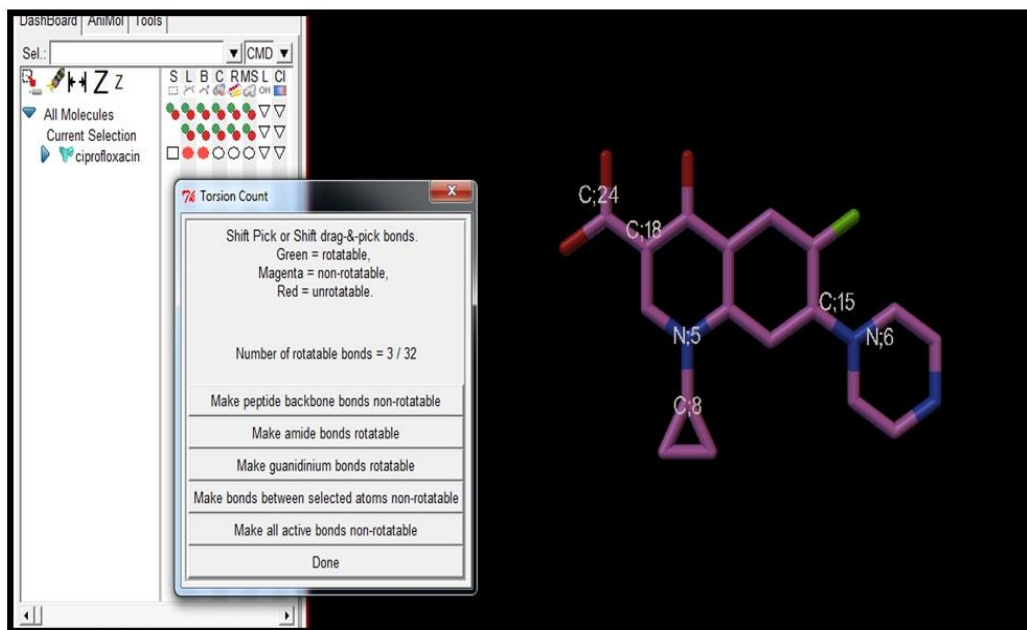 DashBoard AniMol Tools
Sel.: CMD
Z Z S L B C R MS L Cl
OH
All Molecules
Current Selection
ciprofloxacin
Torsion Count
Shift Pick or Shift drag-&-pick bonds.
Green = rotatable,
Magenta = non-rotatable,
Red = unrotatable.
Number of rotatable bonds = 3 / 32
Make peptide backbone bonds non-rotatable
Make amide bonds rotatable
Make guanidinium bonds rotatable
Make bonds between selected atoms non-rotatable
Make all active bonds non-rotatable
Done
C;24
C;18
C;15
N;5
N;6
C;8